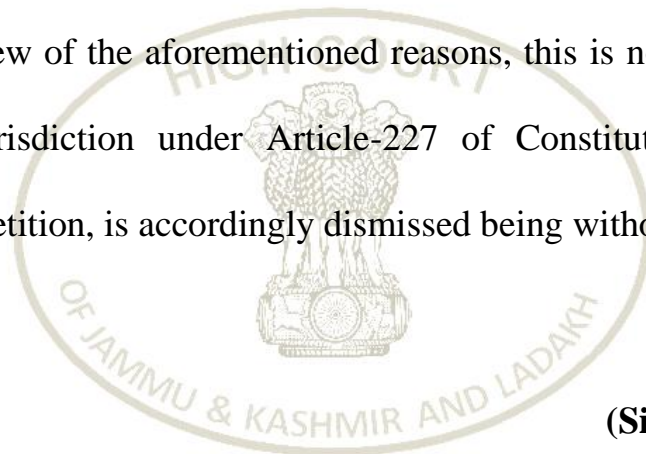 ew of the aforementioned reasons, this is n
HIGH COURT
risdiction under Article-227 of Constitut
etition, is accordingly dismissed being witho
OF JAMMU & KASHMIR AND LADAKH
(Si